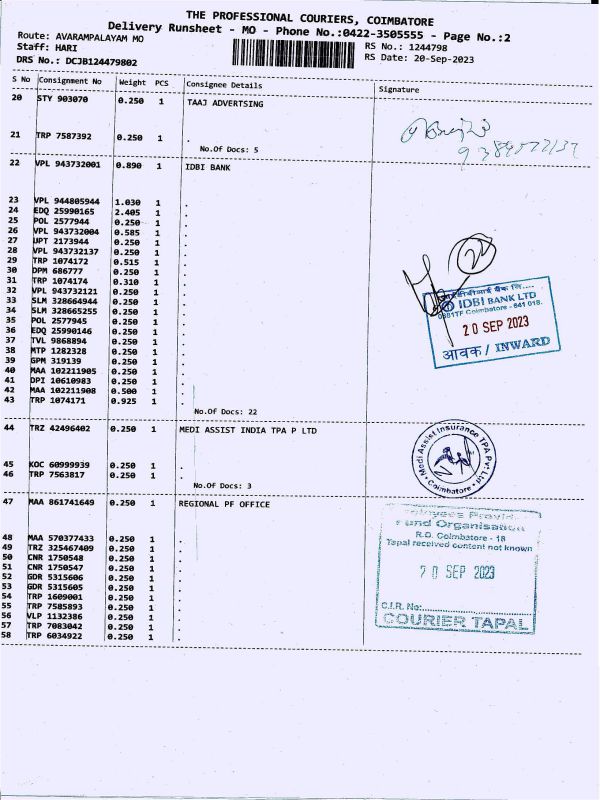 THE PROFESSIONAL COURIERS, COIMBATORE
Delivery Runsheet - MO - Phone No.:0422-3505555 - Page No.:2
Route: AVARAMPALAYAM MO
Staff: HARI
DRS No.: DCJB124479802
RS No.: 1244798
RS Date: 20-Sep-2023
S No Consignment No Weight PCS Consignee Details Signature
20 STY 903070 0.250 1 TAAJ ADVERTSING
21 TRP 7587392 0.250 1 .
No.Of Docs: 5
22 VPL 943732001 0.890 1 IDBI BANK
23 VPL 944805944 1.030 1 .
24 EDQ 25990165 2.405 1 .
25 POL 2577944 0.250 1 .
26 VPL 943732004 0.585 1 .
27 UPT 2173944 0.250 1 .
28 VPL 943732137 0.250 1 .
29 TRP 1074172 0.515 1 .
30 DPM 686777 0.250 1 .
31 TRP 1074174 0.310 1 .
32 VPL 943732121 0.250 1 .
33 SLM 328664944 0.250 1 .
34 SLM 328665255 0.250 1 .
35 POL 2577945 0.250 1 .
36 EDQ 25990146 0.250 1 .
37 TVL 9868894 0.250 1 .
38 MTP 1282328 0.250 1 .
39 GPM 319139 0.250 1 .
40 MAA 102211905 0.250 1 .
41 DPI 10610983 0.250 1 .
42 MAA 102211908 0.500 1 .
43 TRP 1074171 0.925 1 .
No.Of Docs: 22
22
IDBI BANK LTD
Coimbatore - 641 018.
20 SEP 2023
आवक / INWARD
44 TRZ 42496402 0.250 1 MEDI ASSIST INDIA TPA P LTD
45 KOC 60999939 0.250 1 .
46 TRP 7563817 0.250 1 .
No.Of Docs: 3
Medi Assist Insurance TPA Pvt Ltd
Coimbatore
47 MAA 861741649 0.250 1 REGIONAL PF OFFICE
48 MAA 570377433 0.250 1 .
49 TRZ 325467409 0.250 1 .
50 CNR 1750548 0.250 1 .
51 CNR 1750547 0.250 1 .
52 GDR 5315606 0.250 1 .
53 GDR 5315605 0.250 1 .
54 TRP 1609001 0.250 1 .
55 TRP 7585893 0.250 1 .
56 VLP 1132386 0.250 1 .
57 TRP 7083042 0.250 1 .
58 TRP 6034922 0.250 1 .
Fund Organisation
R.O. Coimbatore - 18
Tapal received content not known
20 SEP 2023
C.I.R. No:
COURIER TAPAL